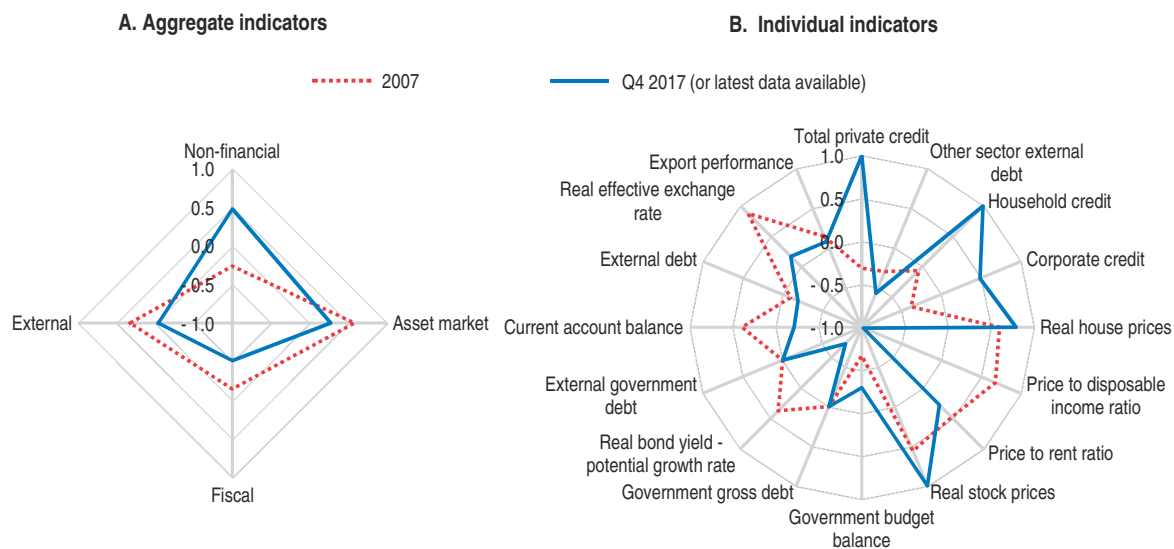 A. Aggregate indicators
B. Individual indicators
2007
Q4 2017 (or latest data available)
Non-financial
1.0
0.5
0.0
- 0.5
- 1.0
External
Asset market
Fiscal
Total private credit
1.0
0.5
0.0
- 0.5
- 1.0
Other sector external
debt
Household credit
Corporate credit
Real house prices
Price to disposable
income ratio
Price to rent ratio
Real stock prices
Government budget
balance
Government gross debt
Real bond yield -
potential growth rate
External government
debt
Current account balance
External debt
Real effective exchange
rate
Export performance